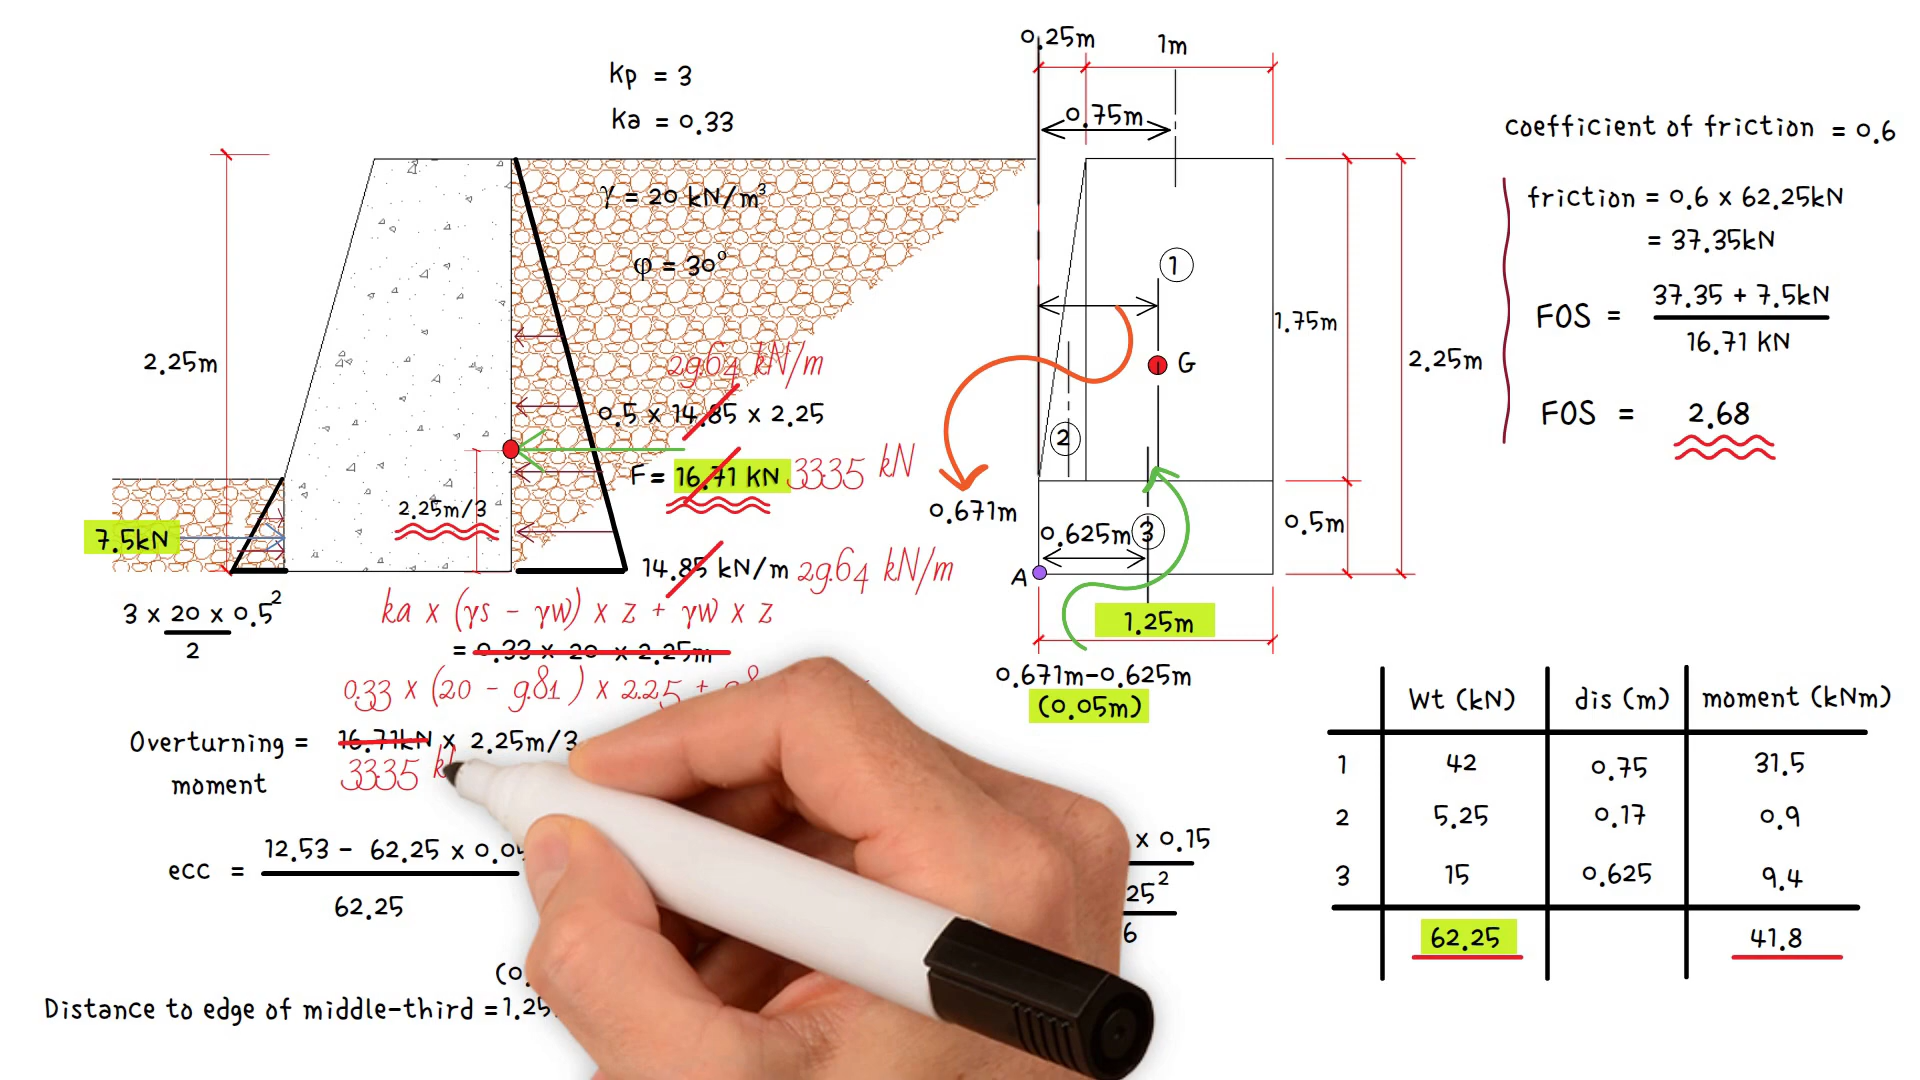 kp = 3
ka = 0.33
2.25m
γ = 20 kN/m³
φ = 30°
29.64 kN/m
0.5 x 14.85 x 2.25
F = 16.71 KN 33.35 kN
2.25m/3
7.5kN
14.85 kN/m 29.64 kN/m
3 x 20 x 0.5²
2
ka x (γs - γw) x z + γw x z
= 0.33 x 20 x 2.25m
0.33 x (20 - 9.81 ) x 2.25 +
Overturning = 16.71kN x 2.25m/3
moment
33.35
ecc = 12.53 - 62.25 x
62.25
Distance to edge of middle-third =
0.25m
1m
0.75m
1
G
2
1.75m
2.25m
0.671m
0.625m
3
0.5m
A
1.25m
0.671m-0.625m
(0.05m)
x 0.15
6
coefficient of friction = 0.6
friction = 0.6 x 62.25kN
= 37.35kN
FOS = 37.35 + 7.5kN
16.71 KN
FOS = 2.68
Wt (kN) dis (m) moment (kNm)
1 42 0.75 31.5
2 5.25 0.17 0.9
3 15 0.625 9.4
62.25 41.8